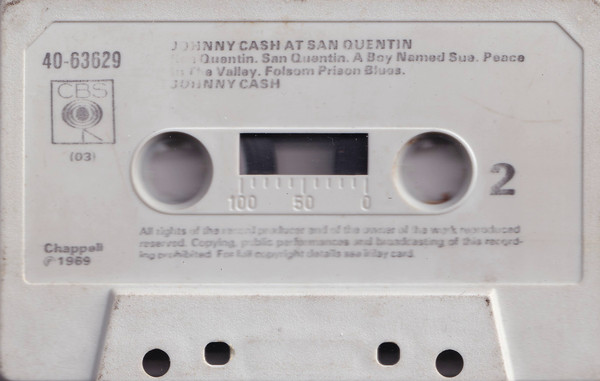 JOHNNY CASH AT SAN QUENTIN
San Quentin. San Quentin. A Boy Named Sue. Peace
In The Valley. Folsom Prison Blues.
JOHNNY CASH
40-63629
CBS
(03)
2
100 50 0
All rights of the record producer and of the owner of the work reproduced
reserved. Copying, public performances and broadcasting of this record-
ing prohibited. For full copyright details see inlay card.
Chappell
℗ 1969